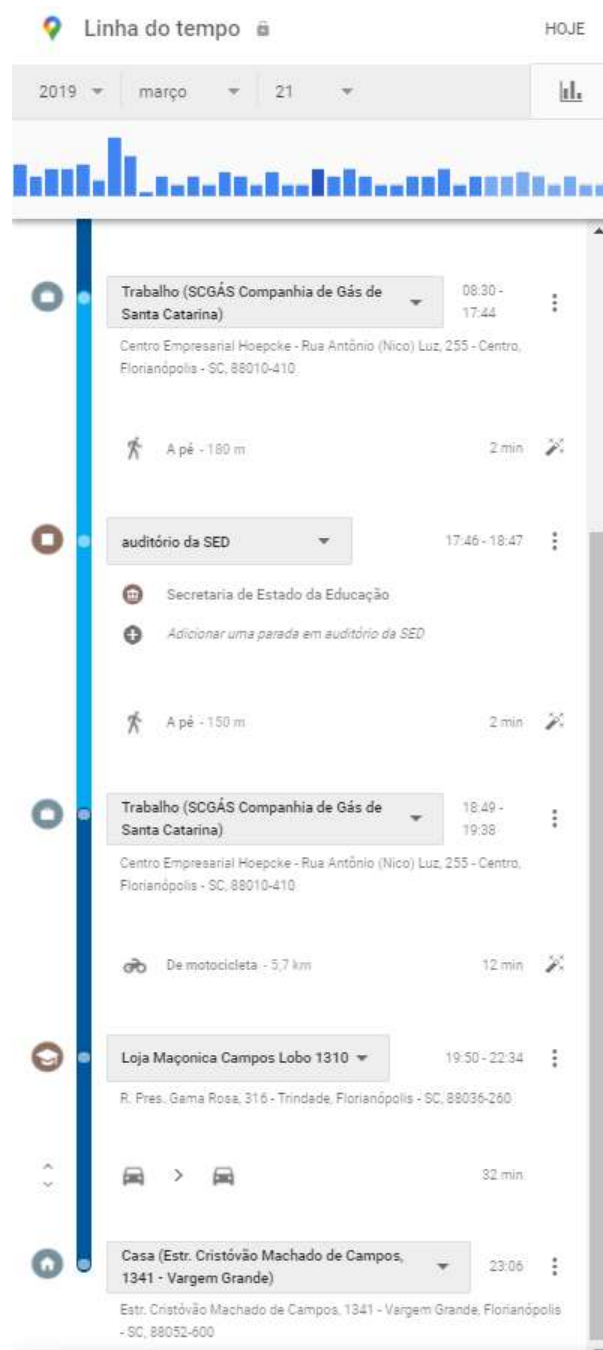 Linha do tempo
HOJE
2019
março
21
Trabalho (SCGÁS Companhia de Gás de
Santa Catarina)
08:30 -
17:44
Centro Empresarial Hoepcke - Rua Antônio (Nico) Luz, 255 - Centro,
Florianópolis - SC, 88010-410
A pé - 180 m
2 min
auditório da SED
17:46 - 18:47
Secretaria de Estado da Educação
Adicionar uma parada em auditório da SED
A pé - 150 m
2 min
Trabalho (SCGÁS Companhia de Gás de
Santa Catarina)
18:49 -
19:38
Centro Empresarial Hoepcke - Rua Antônio (Nico) Luz, 255 - Centro,
Florianópolis - SC, 88010-410
De motocicleta - 5,7 km
12 min
Loja Maçonica Campos Lobo 1310
19:50 - 22:34
R. Pres. Gama Rosa, 316 - Trindade, Florianópolis - SC, 88036-260
32 min
Casa (Estr. Cristóvão Machado de Campos,
1341 - Vargem Grande)
23:06
Estr. Cristóvão Machado de Campos, 1341 - Vargem Grande, Florianópolis
- SC, 88052-600